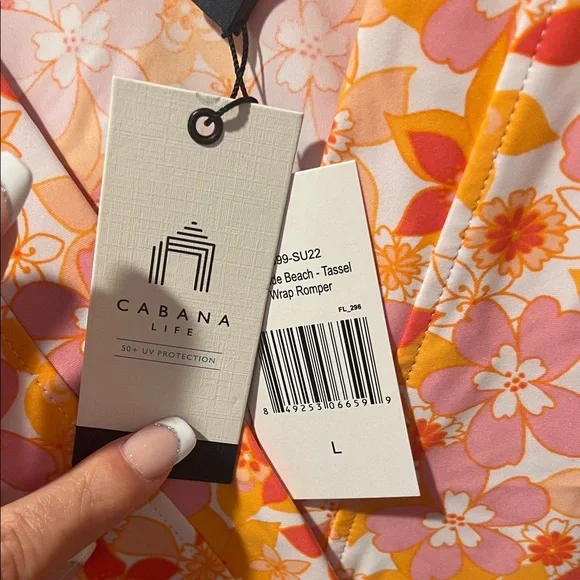 CABANA
LIFE
50+ UV PROTECTION
99-SU22
de Beach - Tassel
Wrap Romper
FL_296
8 49253 06659 9
L